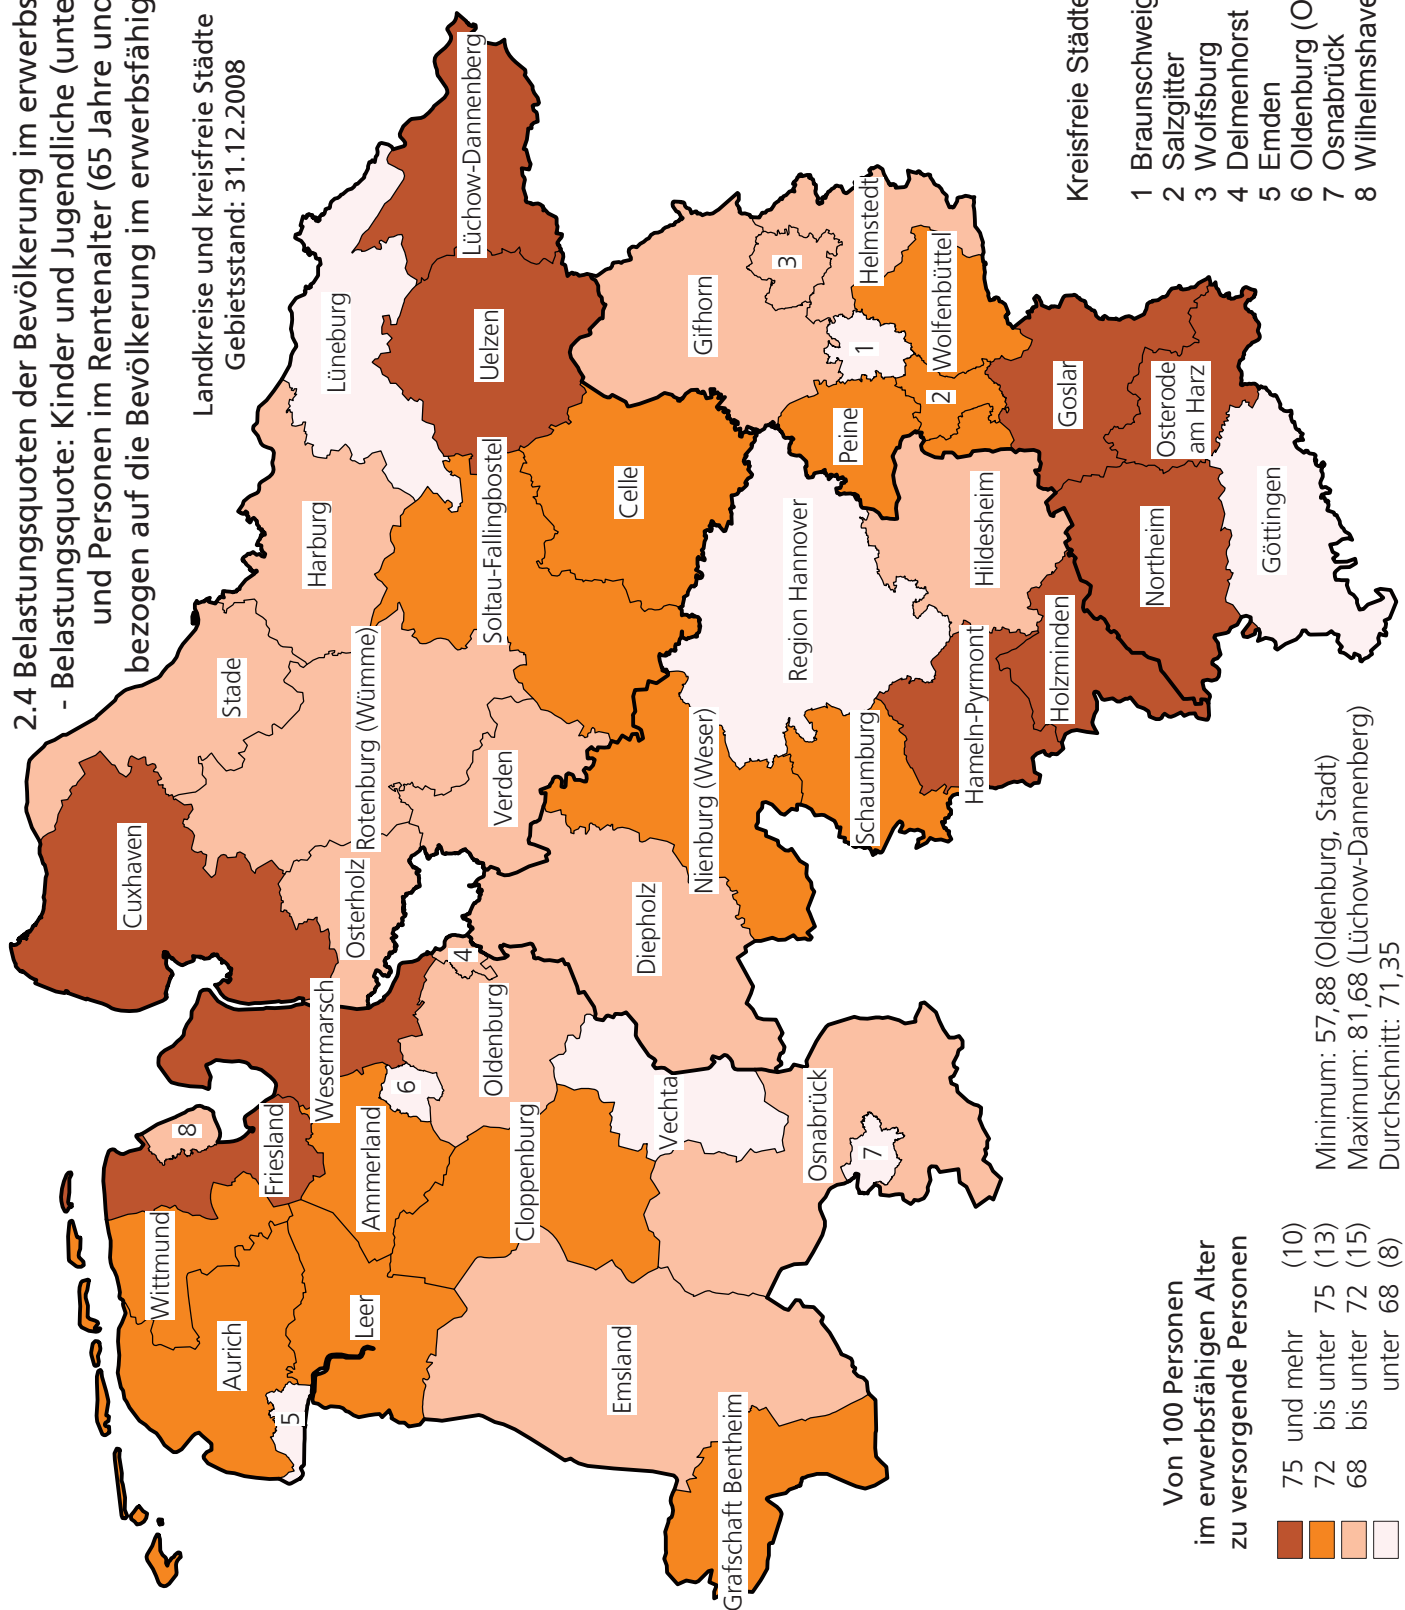 2.4 Belastungsquoten der Bevölkerung im erwerbs
- Belastungsquote: Kinder und Jugendliche (unte
und Personen im Rentenalter (65 Jahre und
bezogen auf die Bevölkerung im erwerbsfähig
Landkreise und kreisfreie Städte
Gebietsstand: 31.12.2008
Cuxhaven
Stade
Harburg
Lüneburg
Lüchow-Dannenberg
Uelzen
Soltau-Fallingbostel
Celle
Rotenburg (Wümme)
Verden
Osterholz
Wesermarsch
Friesland
8
Wittmund
Aurich
5
Leer
Ammerland
6
Oldenburg
4
Cloppenburg
Vechta
Diepholz
Nienburg (Weser)
Emsland
Grafschaft Bentheim
Osnabrück
7
Region Hannover
Schaumburg
Hameln-Pyrmont
Holzminden
Hildesheim
Peine
Gifhorn
3
1
Helmstedt
Wolfenbüttel
2
Goslar
Osterode
am Harz
Northeim
Göttingen
Kreisfreie Städte
1 Braunschweig
2 Salzgitter
3 Wolfsburg
4 Delmenhorst
5 Emden
6 Oldenburg (O
7 Osnabrück
8 Wilhelmshave
Von 100 Personen
im erwerbsfähigen Alter
zu versorgende Personen
75 und mehr (10)
72 bis unter 75 (13)
68 bis unter 72 (15)
unter 68 (8)
Minimum: 57,88 (Oldenburg, Stadt)
Maximum: 81,68 (Lüchow-Dannenberg)
Durchschnitt: 71,35